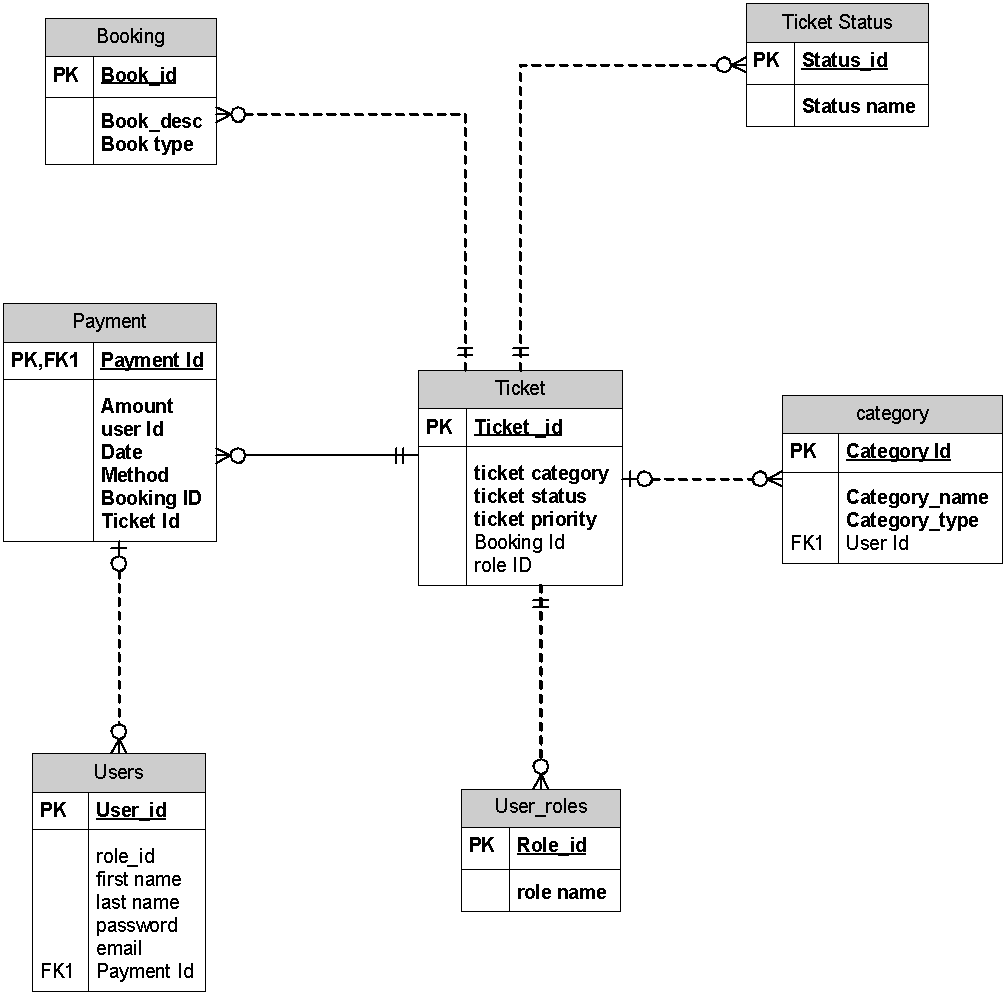 Booking
PK Book_id
Book_desc
Book type
Ticket Status
PK Status_id
Status name
Payment
PK,FK1 Payment Id
Amount
user Id
Date
Method
Booking ID
Ticket Id
Ticket
PK Ticket_id
ticket category
ticket status
ticket priority
Booking Id
role ID
category
PK Category Id
Category_name
Category_type
FK1 User Id
Users
PK User_id
role_id
first name
last name
password
email
FK1 Payment Id
User_roles
PK Role_id
role name